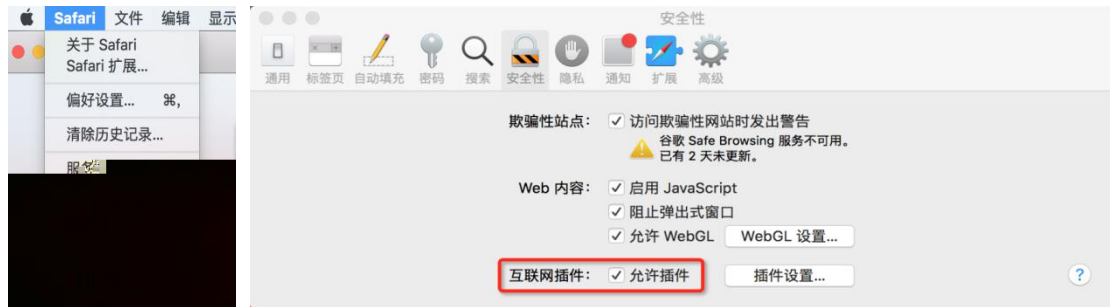 Safari 文件 编辑 显示
关于 Safari
Safari 扩展...
偏好设置... ⌘,
清除历史记录...
安全性
通用 标签页 自动填充 密码 搜索 安全性 隐私 通知 扩展 高级
欺骗性站点： 访问欺骗性网站时发出警告
谷歌 Safe Browsing 服务不可用。
已有 2 天未更新。
Web 内容： 启用 JavaScript
阻止弹出式窗口
允许 WebGL WebGL 设置...
互联网插件： 允许插件 插件设置... ?